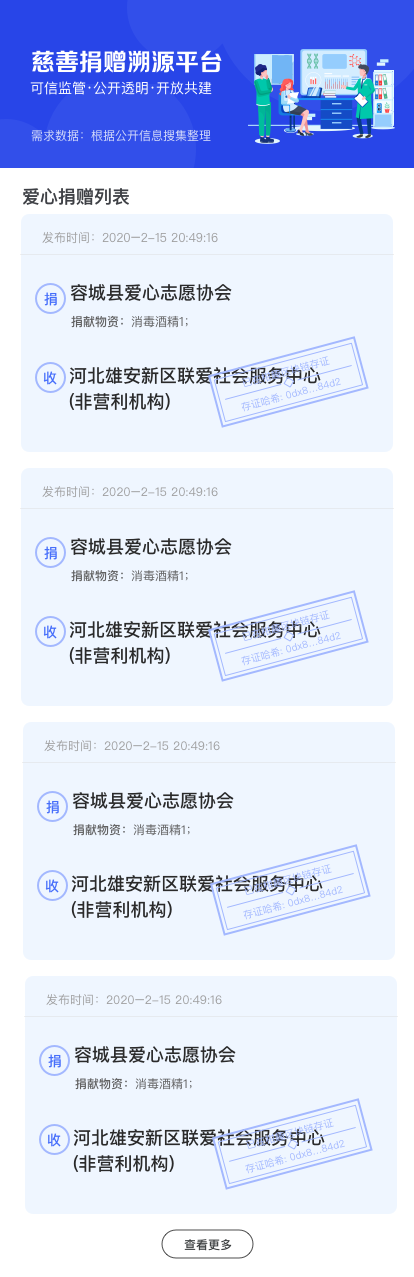 慈善捐赠溯源平台
可信监管·公开透明·开放共建
需求数据：根据公开信息搜集整理
爱心捐赠列表
发布时间：2020—2-15 20:49:16
捐 容城县爱心志愿协会
捐献物资：消毒酒精1;
收 河北雄安新区联爱社会服务中心
(非营利机构)
存证哈希: 0dx8...84d2
发布时间：2020—2-15 20:49:16
捐 容城县爱心志愿协会
捐献物资：消毒酒精1;
收 河北雄安新区联爱社会服务中心
(非营利机构)
存证哈希: 0dx8...84d2
发布时间：2020—2-15 20:49:16
捐 容城县爱心志愿协会
捐献物资：消毒酒精1;
收 河北雄安新区联爱社会服务中心
(非营利机构)
存证哈希: 0dx8...84d2
发布时间：2020—2-15 20:49:16
捐 容城县爱心志愿协会
捐献物资：消毒酒精1;
收 河北雄安新区联爱社会服务中心
(非营利机构)
存证哈希: 0dx8...84d2
查看更多